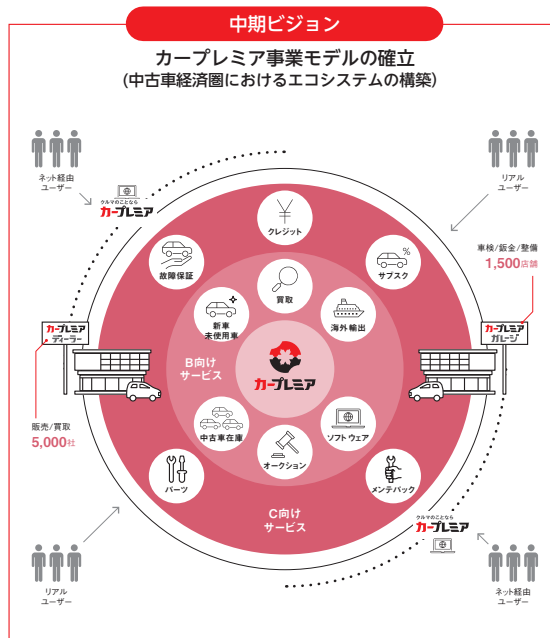 中期ビジョン
カープレミア事業モデルの確立
(中古車経済圏におけるエコシステムの構築)
ネット経由
ユーザー
リアル
ユーザー
クルマのことなら
カープレミア
クレジット
故障保証
%
サブスク
車検/鈑金/整備
1,500店舗
買取
新車
未使用車
海外輸出
カープレミア
ディーラー
カープレミア
ガレージ
B向け
サービス
カープレミア
販売/買取
5,000社
中古車在庫
ソフトウェア
オークション
パーツ
メンテパック
C向け
サービス
クルマのことなら
カープレミア
リアル
ユーザー
ネット経由
ユーザー